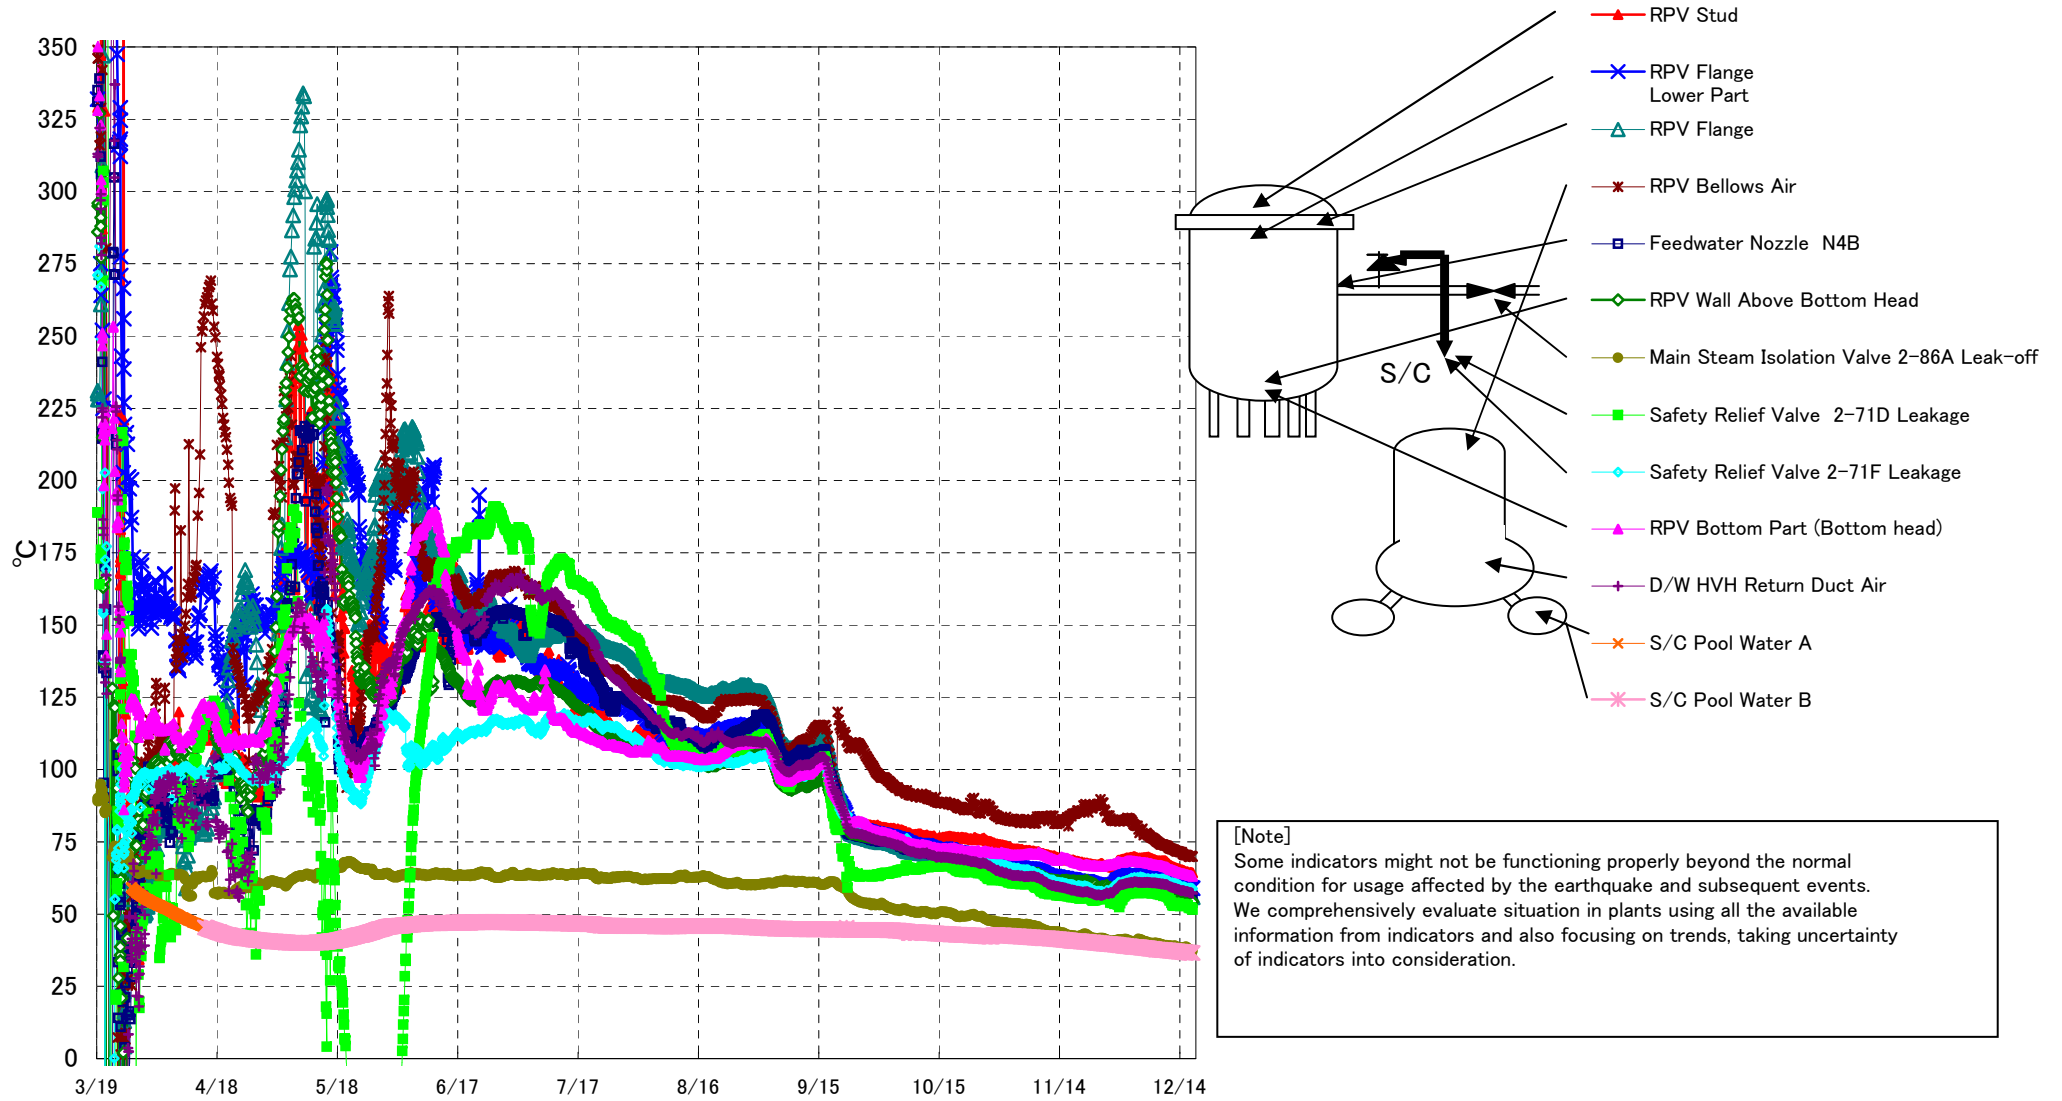 350
325
300
275
250
225
200
175
150
125
100
75
50
25
0
℃
3/19
4/18
5/18
6/17
7/17
8/16
9/15
10/15
11/14
12/14
S/C
RPV Stud
RPV Flange
Lower Part
RPV Flange
RPV Bellows Air
Feedwater Nozzle N4B
RPV Wall Above Bottom Head
Main Steam Isolation Valve 2-86A Leak-off
Safety Relief Valve 2-71D Leakage
Safety Relief Valve 2-71F Leakage
RPV Bottom Part (Bottom head)
D/W HVH Return Duct Air
S/C Pool Water A
S/C Pool Water B
[Note]
Some indicators might not be functioning properly beyond the normal
condition for usage affected by the earthquake and subsequent events.
We comprehensively evaluate situation in plants using all the available
information from indicators and also focusing on trends, taking uncertainty
of indicators into consideration.